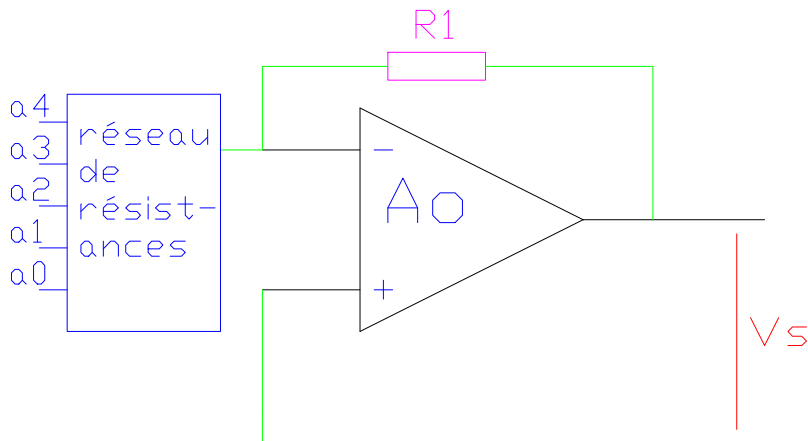 R1
a4
a3
a2
a1
a0
réseau
de
résist-
ances
-
AO
+
Vs